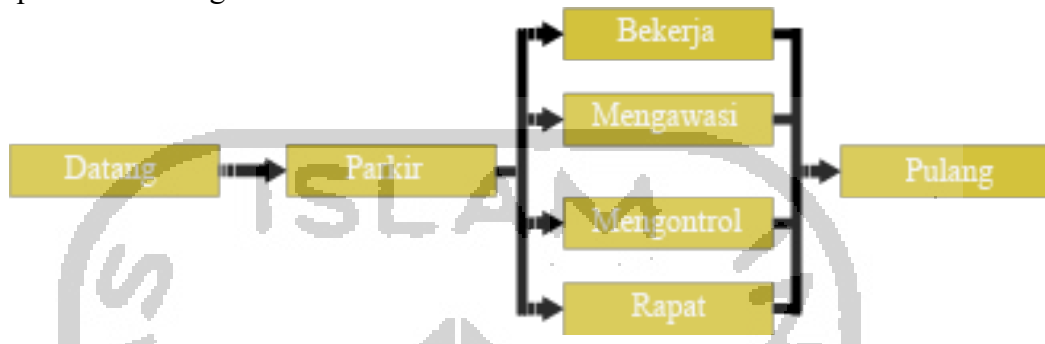 Bekerja
Mengawasi
Datang
Parkir
Pulang
Mengontrol
Rapat
ISLAM